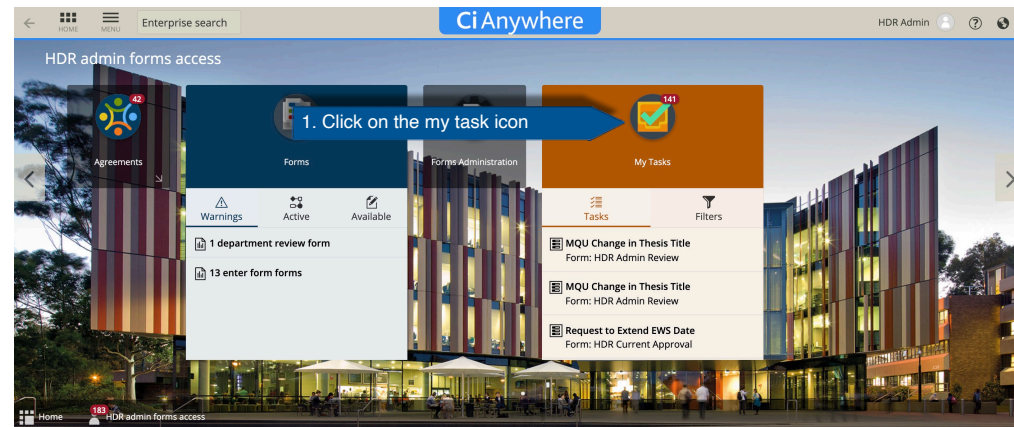 HOME
MENU
Enterprise search
Ci Anywhere
HDR Admin
?
HDR admin forms access
42
Agreements
Forms
1. Click on the my task icon
Forms Administration
141
My Tasks
Warnings
Active
Available
1 department review form
13 enter form forms
Tasks
Filters
MQU Change in Thesis Title
Form: HDR Admin Review
MQU Change in Thesis Title
Form: HDR Admin Review
Request to Extend EWS Date
Form: HDR Current Approval
Home
183
HDR admin forms access